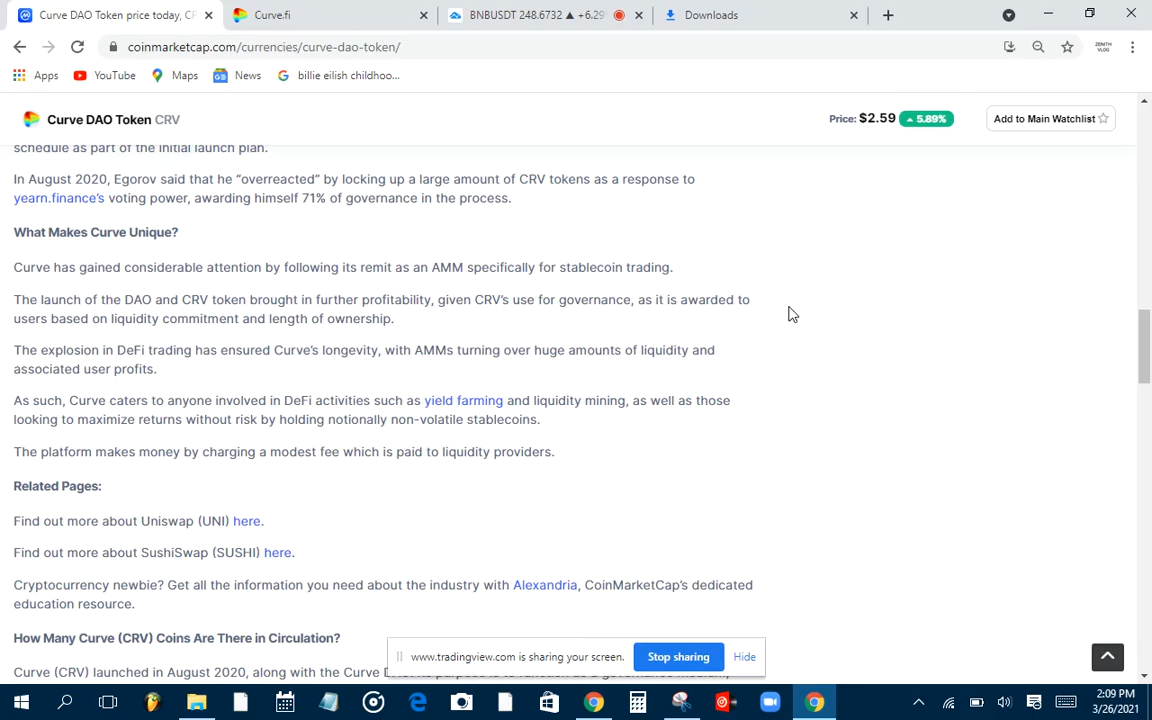 Curve DAO Token price today, C
Curve.fi
BNBUSDT 248.6732 ▲ +6.29
Downloads
coinmarketcap.com/currencies/curve-dao-token/
ZENITH
VLOG
Apps
YouTube
Maps
News
billie eilish childhoo...
Curve DAO Token CRV
Price: $2.59
5.89%
Add to Main Watchlist
schedule as part of the initial launch plan.
In August 2020, Egorov said that he “overreacted” by locking up a large amount of CRV tokens as a response to
yearn.finance’s voting power, awarding himself 71% of governance in the process.
What Makes Curve Unique?
Curve has gained considerable attention by following its remit as an AMM specifically for stablecoin trading.
The launch of the DAO and CRV token brought in further profitability, given CRV’s use for governance, as it is awarded to
users based on liquidity commitment and length of ownership.
The explosion in DeFi trading has ensured Curve’s longevity, with AMMs turning over huge amounts of liquidity and
associated user profits.
As such, Curve caters to anyone involved in DeFi activities such as yield farming and liquidity mining, as well as those
looking to maximize returns without risk by holding notionally non-volatile stablecoins.
The platform makes money by charging a modest fee which is paid to liquidity providers.
Related Pages:
Find out more about Uniswap (UNI) here.
Find out more about SushiSwap (SUSHI) here.
Cryptocurrency newbie? Get all the information you need about the industry with Alexandria, CoinMarketCap’s dedicated
education resource.
How Many Curve (CRV) Coins Are There in Circulation?
www.tradingview.com is sharing your screen.
Stop sharing
Hide
Curve (CRV) launched in August 2020, along with the Curve
2:09 PM
3/26/2021